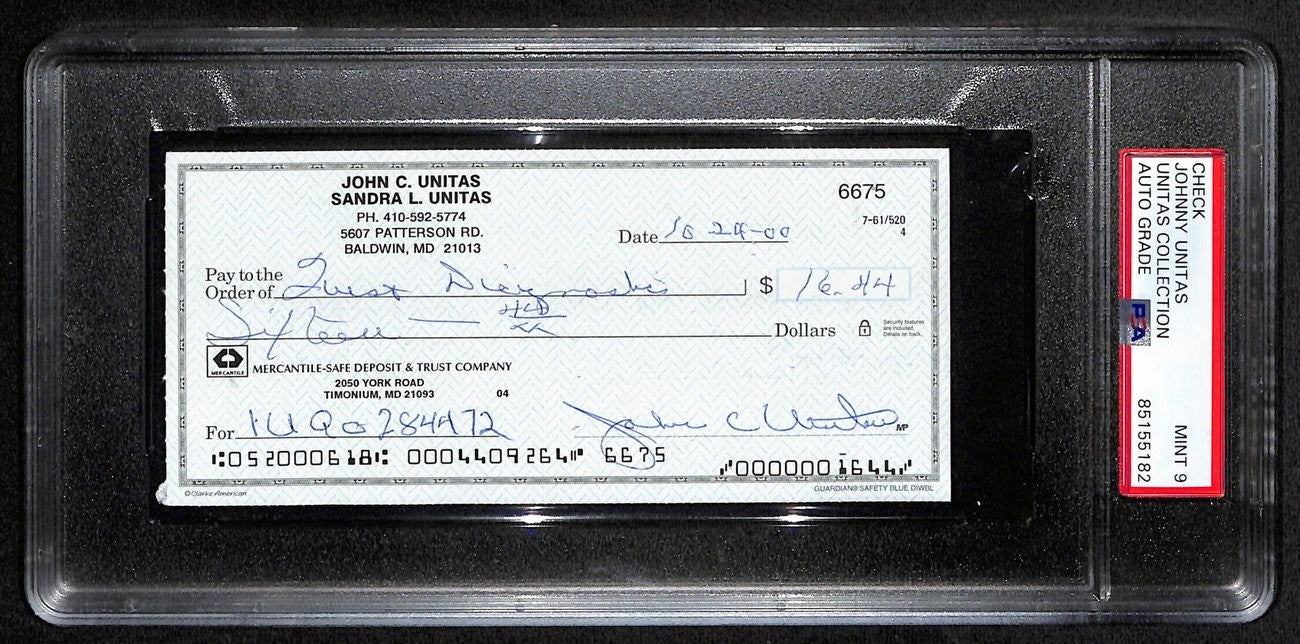 JOHN C. UNITAS
SANDRA L. UNITAS
PH. 410-592-5774
5607 PATTERSON RD.
BALDWIN, MD 21013
6675
7-61/520
4
Date 10 24-00
Pay to the
Order of Quest Diagnostic
$ 16.44
Sixteen 44/xx Dollars
Security features
are included.
Details on back.
MERCANTILE
MERCANTILE-SAFE DEPOSIT & TRUST COMPANY
2050 YORK ROAD
TIMONIUM, MD 21093
04
For John C Unitas
MP
⑆052000618⑆ 0004409264⑈ 6675 ⑇0000001644⑇
© Clarke American
GUARDIAN® SAFETY BLUE DIWBL
CHECK
JOHNNY UNITAS
UNITAS COLLECTION
AUTO GRADE MINT 9
85155182
PSA